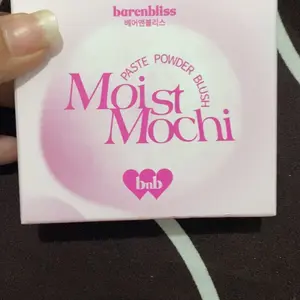 barenbliss
베어앤블리스
PASTE POWDER BLUSH
Moist
Mochi
bnb